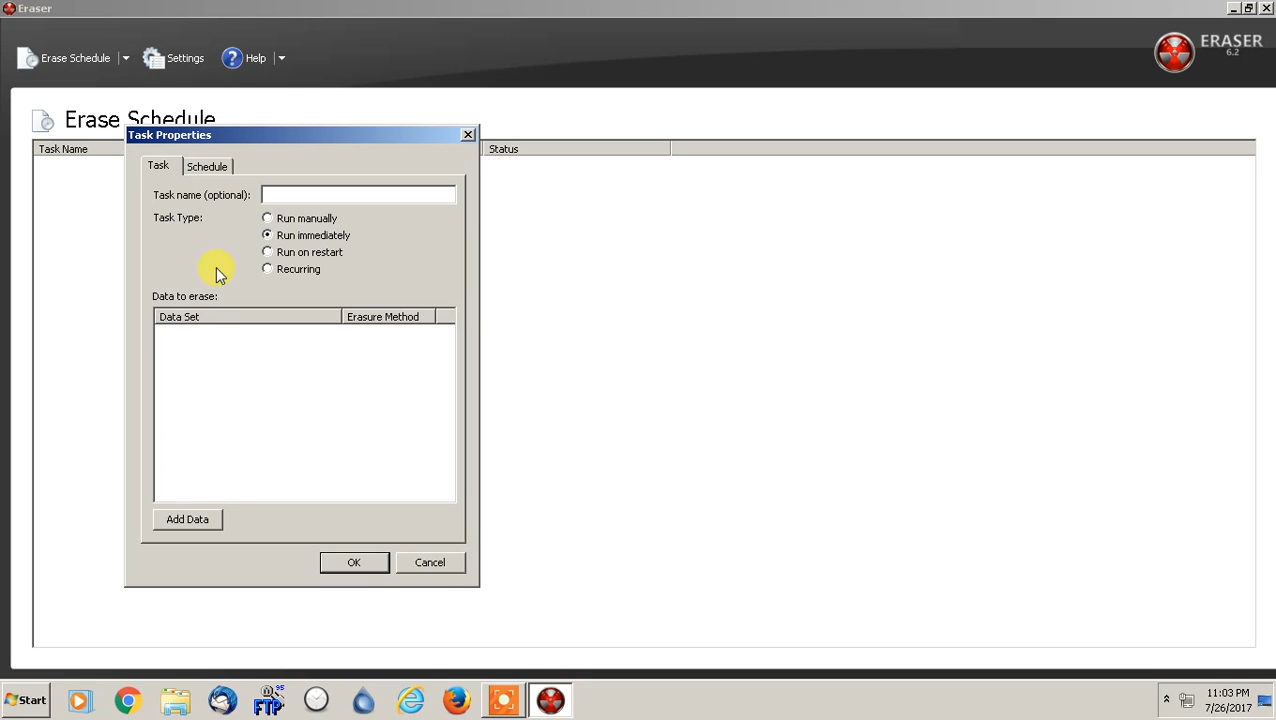 Eraser
Erase Schedule
Settings
Help
ERASER
6.2
Erase Schedule
Task Name
Status
Task Properties
Task
Schedule
Task name (optional):
Task Type:
Run manually
Run immediately
Run on restart
Recurring
Data to erase:
Data Set
Erasure Method
Add Data
OK
Cancel
Start
95
FTP
11:03 PM
7/26/2017